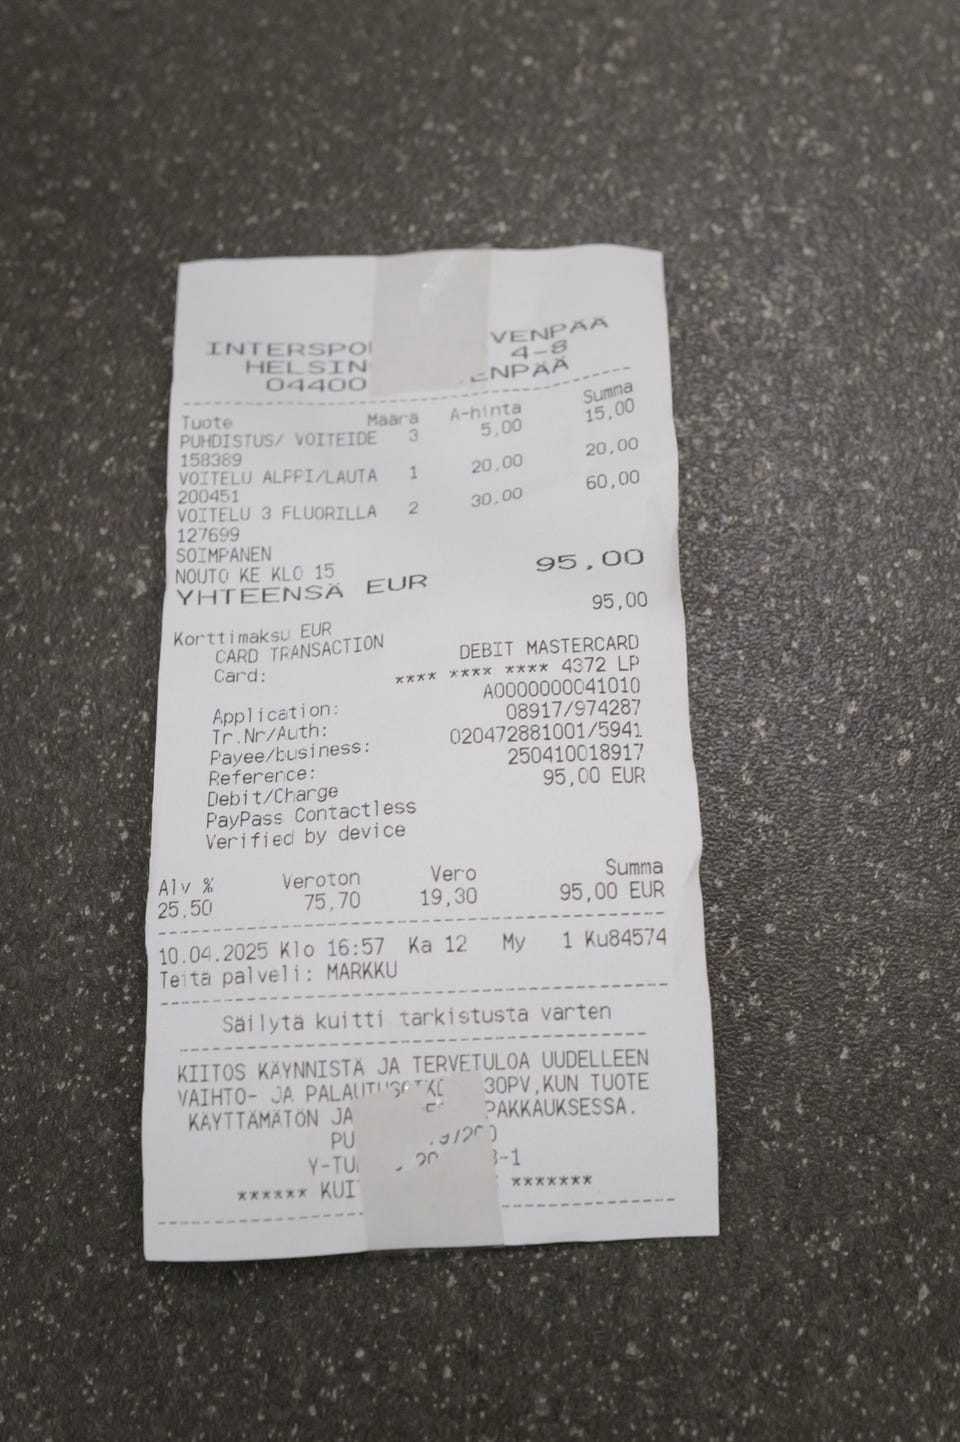 INTERSPO VENPÄÄ
HELSIN 4-8
04400 ENPÄÄ
Tuote Määrä A-hinta Summa
PUHDISTUS/ VOITEIDE 3 5,00 15,00
158389
VOITELU ALPPI/LAUTA 1 20,00 20,00
200451
VOITELU 3 FLUORILLA 2 30,00 60,00
127699
SOIMPANEN
NOUTO KE KLO 15
YHTEENSÄ EUR 95,00
Korttimaksu EUR 95,00
CARD TRANSACTION
Card: DEBIT MASTERCARD
**** **** **** 4372 LP
Application: A0000000041010
Tr.Nr/Auth: 08917/974287
Payee/business: 020472881001/5941
Reference: 250410018917
Debit/Charge 95,00 EUR
PayPass Contactless
Verified by device
Alv % Veroton Vero Summa
25,50 75,70 19,30 95,00 EUR
10.04.2025 Klo 16:57 Ka 12 My 1 Ku84574
Teitä palveli: MARKKU
Säilytä kuitti tarkistusta varten
KIITOS KÄYNNISTÄ JA TERVETULOA UUDELLEEN
VAIHTO- JA 30PV,KUN TUOTE
KÄYTTÄMÄTÖN JA PAKKAUKSESSA.
PU
Y-TU 3-1
****** KUI *******